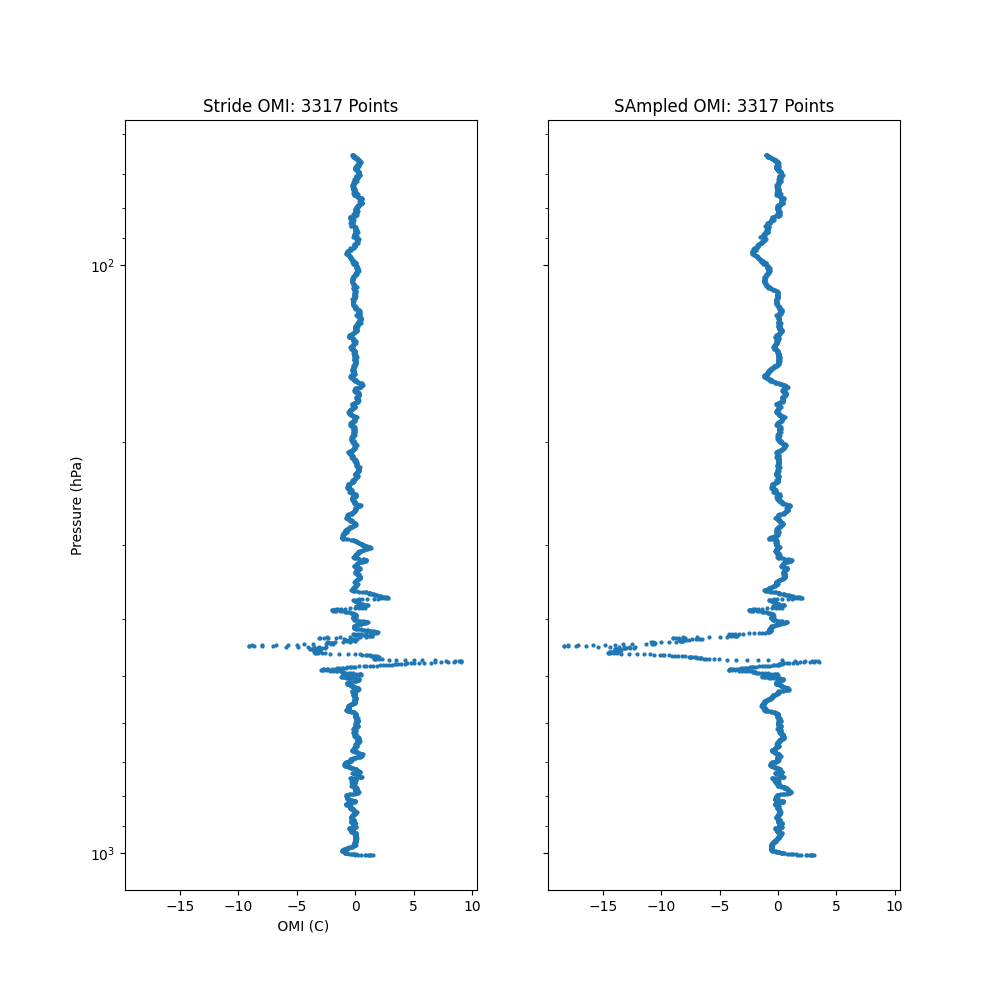 Stride OMI: 3317 Points
SAmpled OMI: 3317 Points
10²
10³
Pressure (hPa)
−15 −10 −5 0 5 10
−15 −10 −5 0 5 10
OMI (C)